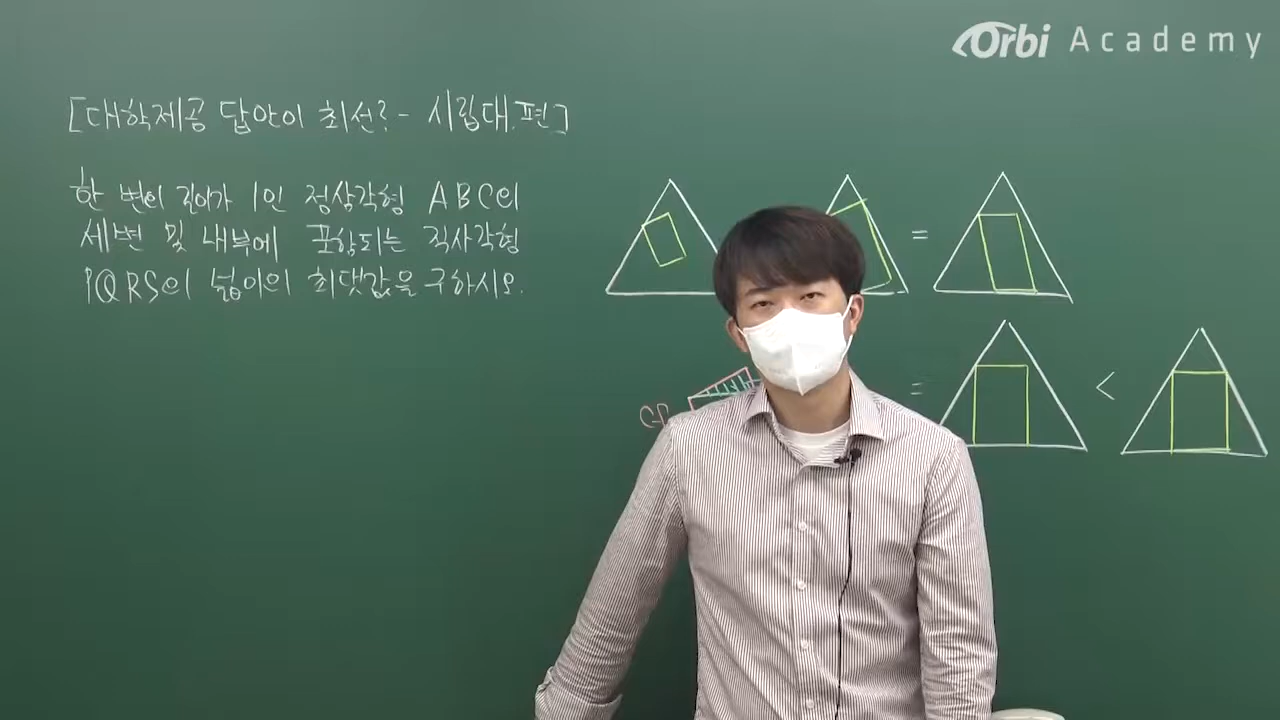 Orbi Academy
[대학제공 답안이 최선? - 시립대.편]
한 변의 길이가 1인 정삼각형 ABC의
세변 및 내부에 포함되는 직사각형
PQRS의 넓이의 최댓값을 구하시오.
=
= <